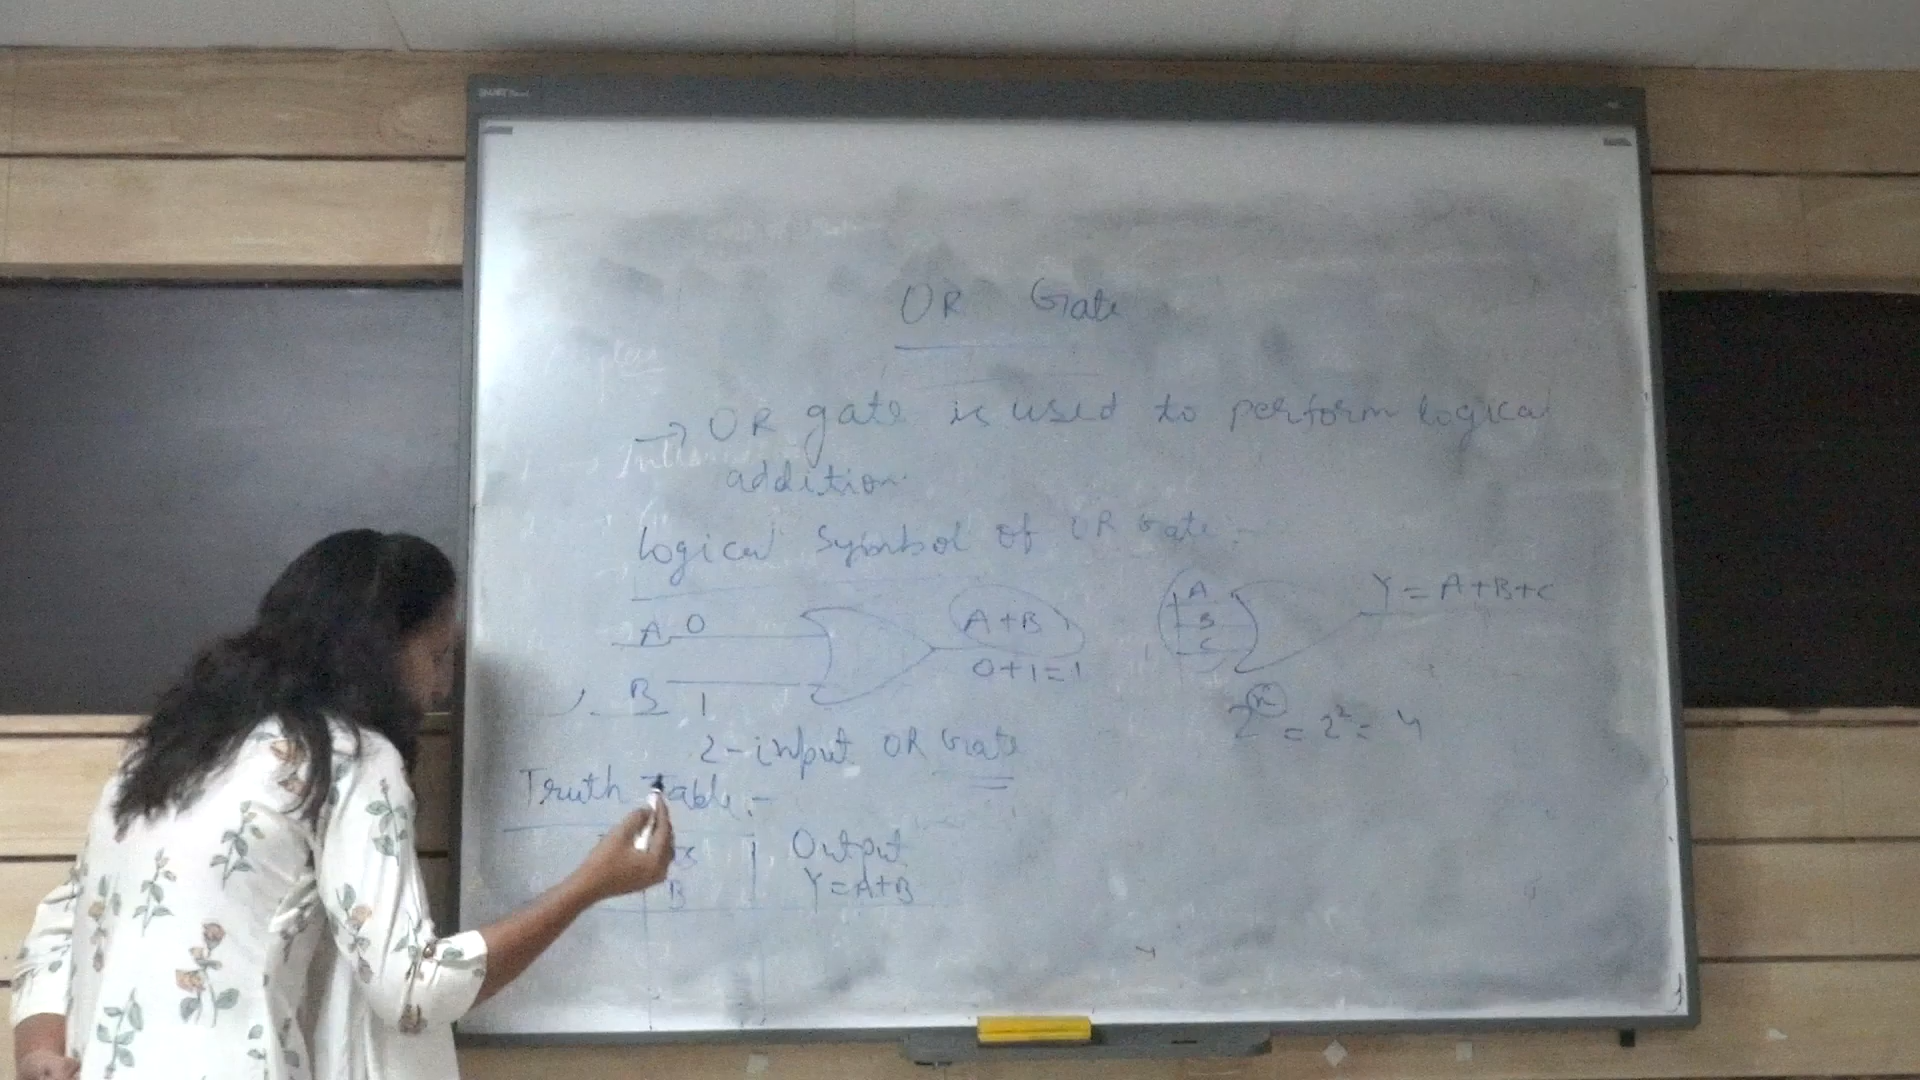 OR Gate
→ OR gate is used to perform logical
addition.
Logical Symbol of OR Gate :-
A 0
B 1
A+B
0+1=1
A
B
C
Y = A+B+C
2ⁿ = 2² = 4
2-input OR Gate
Truth Table :-
B
Output
Y=A+B